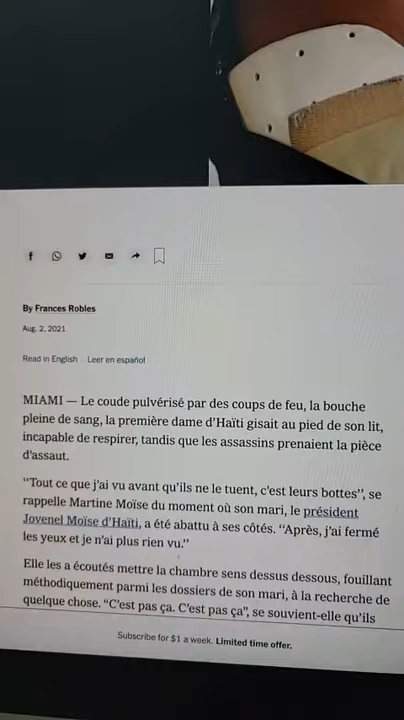 By Frances Robles
Aug. 2, 2021
Read in English Leer en español
MIAMI — Le coude pulvérisé par des coups de feu, la bouche
pleine de sang, la première dame d'Haïti gisait au pied de son lit,
incapable de respirer, tandis que les assassins prenaient la pièce
d'assaut.
"Tout ce que j'ai vu avant qu'ils ne le tuent, c'est leurs bottes", se
rappelle Martine Moïse du moment où son mari, le président
Jovenel Moïse d'Haïti, a été abattu à ses côtés. "Après, j'ai fermé
les yeux et je n'ai plus rien vu."
Elle les a écoutés mettre la chambre sens dessus dessous, fouillant
méthodiquement parmi les dossiers de son mari, à la recherche de
quelque chose. "C'est pas ça. C'est pas ça", se souvient-elle qu'ils
Subscribe for $1 a week. Limited time offer.